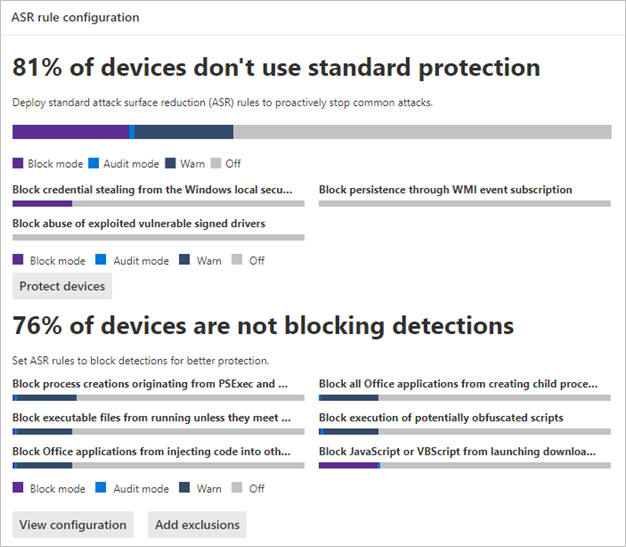 ASR rule configuration
81% of devices don't use standard protection
Deploy standard attack surface reduction (ASR) rules to proactively stop common attacks.
Block mode Audit mode Warn Off
Block credential stealing from the Windows local secu... Block persistence through WMI event subscription
Block abuse of exploited vulnerable signed drivers
Block mode Audit mode Warn Off
Protect devices
76% of devices are not blocking detections
Set ASR rules to block detections for better protection.
Block process creations originating from PSExec and ... Block all Office applications from creating child proce...
Block executable files from running unless they meet ... Block execution of potentially obfuscated scripts
Block Office applications from injecting code into oth... Block JavaScript or VBScript from launching downloa...
Block mode Audit mode Warn Off
View configuration Add exclusions